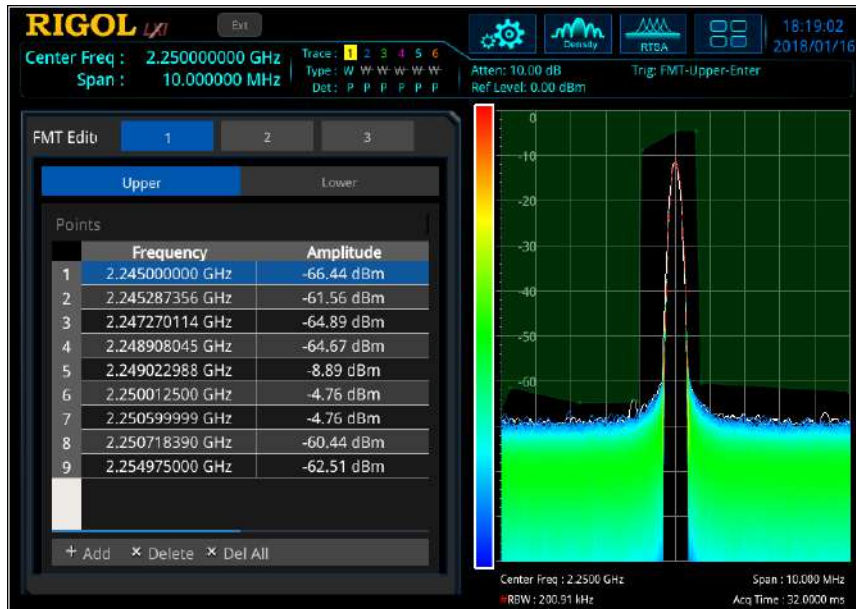 RIGOL LXI Ext
18:19:02
2018/01/16
Density
RTSA
Center Freq : 2.250000000 GHz
Span : 10.000000 MHz
Trace: 1 2 3 4 5 6
Type: W W W W W W
Det: P P P P P P
Atten: 10.00 dB
Ref Level: 0.00 dBm
Trig: FMT-Upper-Enter
FMT Edit 1 2 3
Upper Lower
Points
Frequency Amplitude
1 2.245000000 GHz -66.44 dBm
2 2.245287356 GHz -61.56 dBm
3 2.247270114 GHz -64.89 dBm
4 2.248908045 GHz -64.67 dBm
5 2.249022988 GHz -8.89 dBm
6 2.250012500 GHz -4.76 dBm
7 2.250599999 GHz -4.76 dBm
8 2.250718390 GHz -60.44 dBm
9 2.254975000 GHz -62.51 dBm
+ Add × Delete × Del All
0
-10
-20
-30
-40
-50
-60
Center Freq : 2.2500 GHz
Span : 10.000 MHz
#RBW : 200.91 kHz
Acq Time : 32.0000 ms